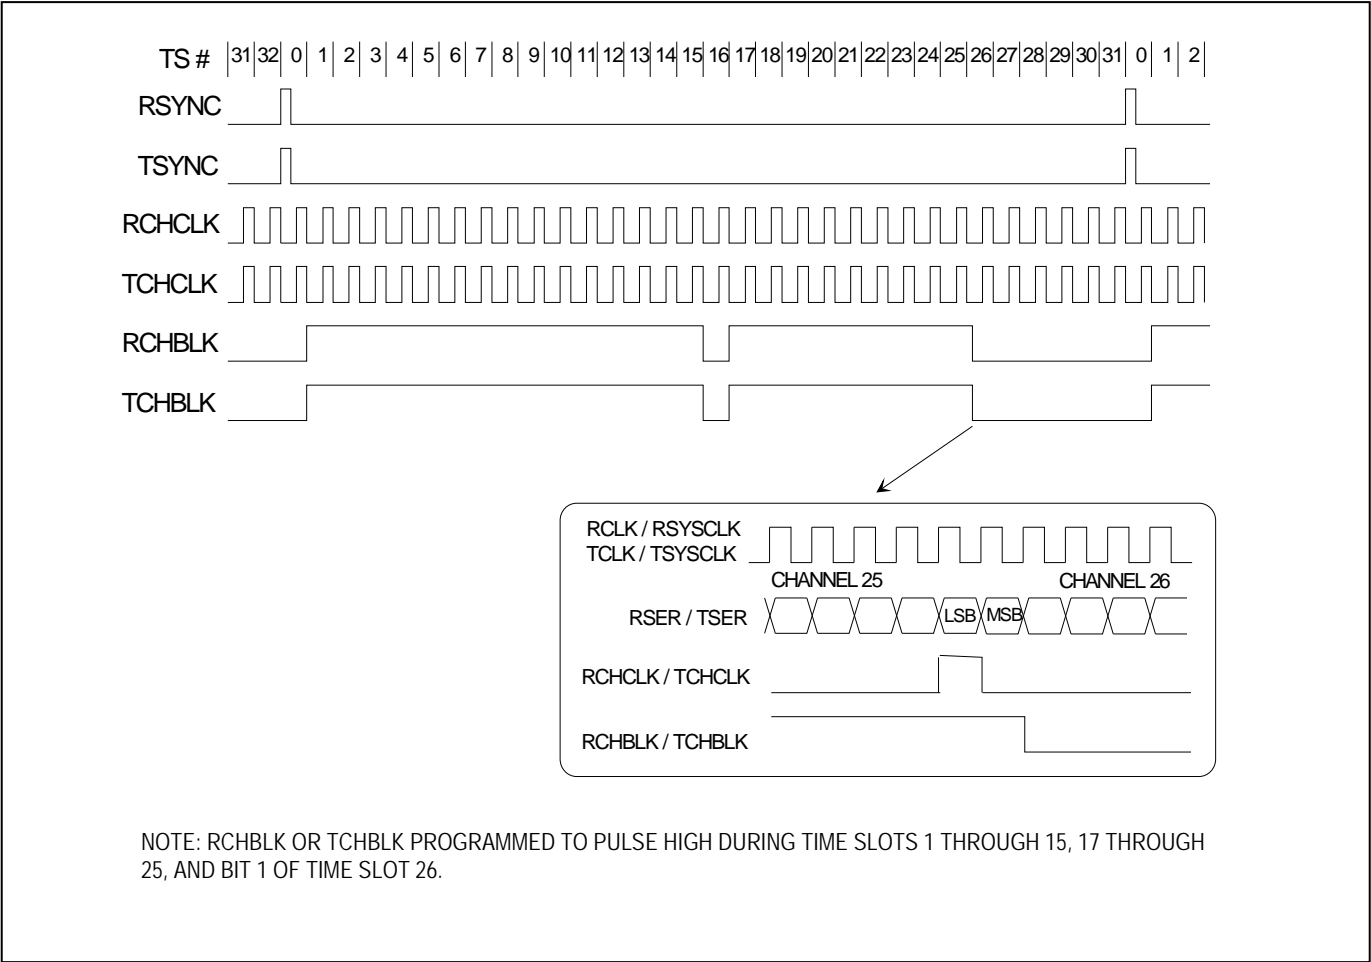 TS # 31 32 0 1 2 3 4 5 6 7 8 9 10 11 12 13 14 15 16 17 18 19 20 21 22 23 24 25 26 27 28 29 30 31 0 1 2
RSYNC
TSYNC
RCHCLK
TCHCLK
RCHBLK
TCHBLK
RCLK / RSYSCLK
TCLK / TSYSCLK
CHANNEL 25 CHANNEL 26
RSER / TSER LSB MSB
RCHCLK / TCHCLK
RCHBLK / TCHBLK
NOTE: RCHBLK OR TCHBLK PROGRAMMED TO PULSE HIGH DURING TIME SLOTS 1 THROUGH 15, 17 THROUGH
25, AND BIT 1 OF TIME SLOT 26.